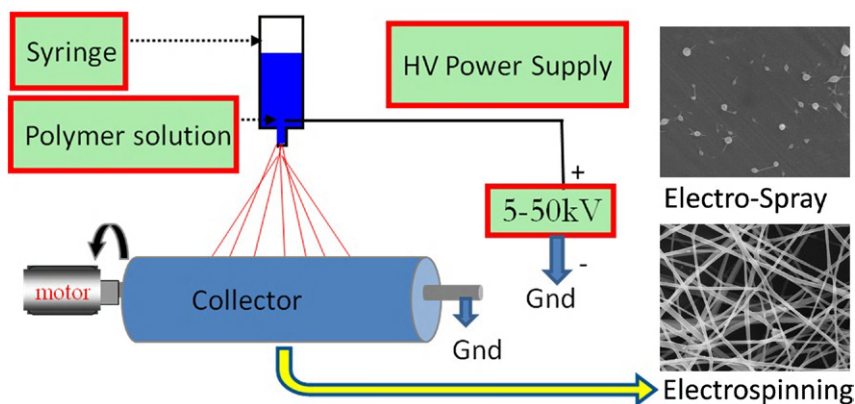 Syringe
HV Power Supply
Polymer solution
+
Electro-Spray
5-50kV
-
motor
Collector
Gnd
Gnd
Electrospinning